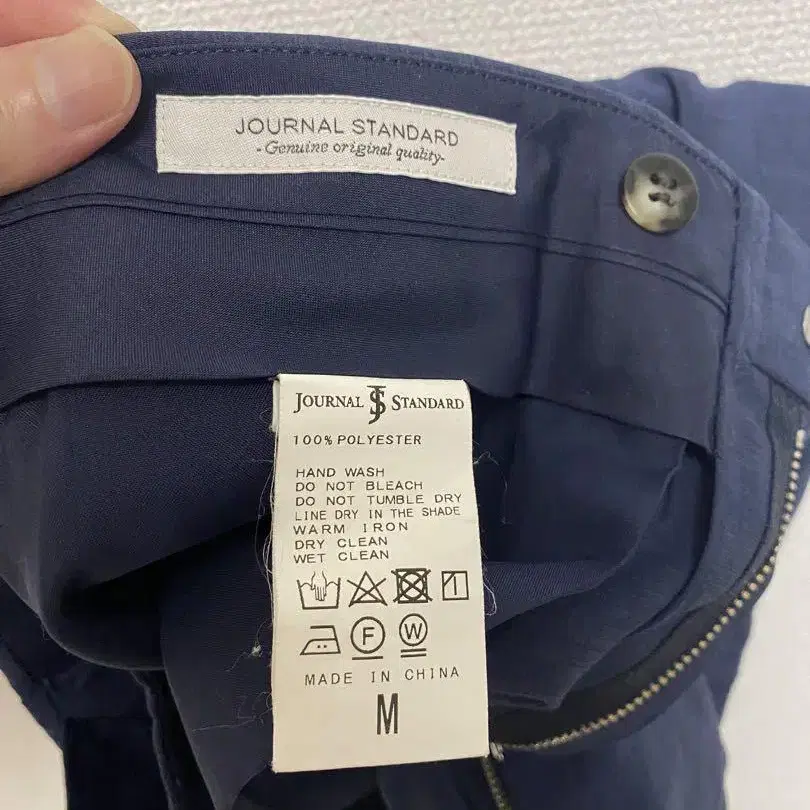 JOURNAL STANDARD
- Genuine original quality-
JOURNAL JS STANDARD
100% POLYESTER
HAND WASH
DO NOT BLEACH
DO NOT TUMBLE DRY
LINE DRY IN THE SHADE
WARM IRON
DRY CLEAN
WET CLEAN
F W
MADE IN CHINA
M